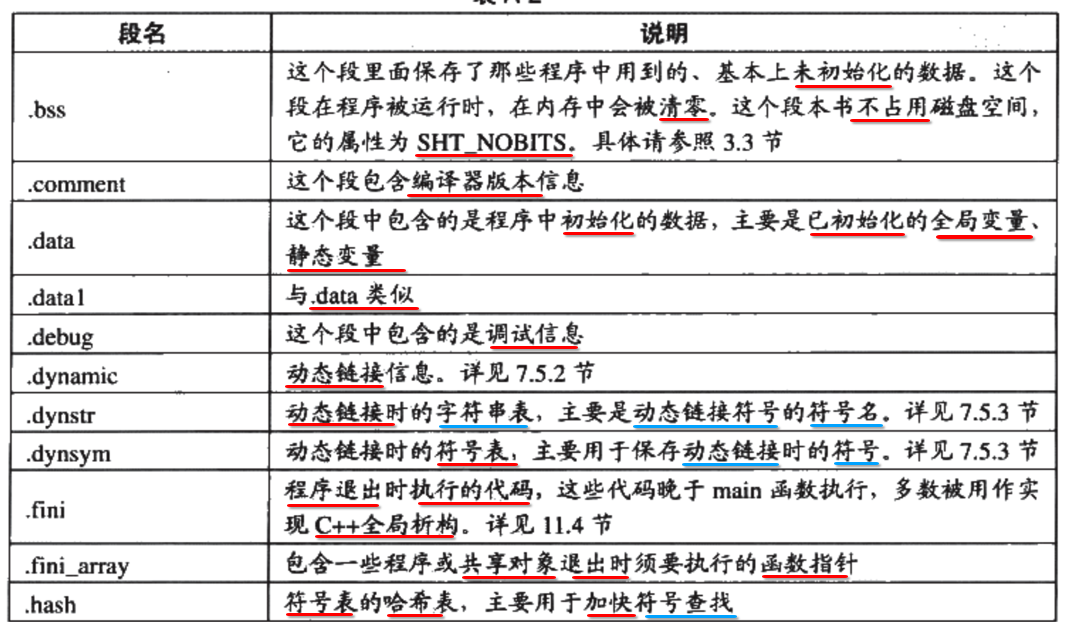 段名 说明
.bss 这个段里面保存了那些程序中用到的、基本上未初始化的数据。这个
段在程序被运行时，在内存中会被清零。这个段本书不占用磁盘空间，
它的属性为 SHT_NOBITS。具体请参照 3.3 节
.comment 这个段包含编译器版本信息
.data 这个段中包含的是程序中初始化的数据，主要是已初始化的全局变量、
静态变量
.data1 与.data 类似
.debug 这个段中包含的是调试信息
.dynamic 动态链接信息。详见 7.5.2 节
.dynstr 动态链接时的字符串表，主要是动态链接符号的符号名。详见 7.5.3 节
.dynsym 动态链接时的符号表，主要用于保存动态链接时的符号。详见 7.5.3 节
.fini 程序退出时执行的代码，这些代码晚于 main 函数执行，多数被用作实
现 C++全局析构。详见 11.4 节
.fini_array 包含一些程序或共享对象退出时须要执行的函数指针
.hash 符号表的哈希表，主要用于加快符号查找